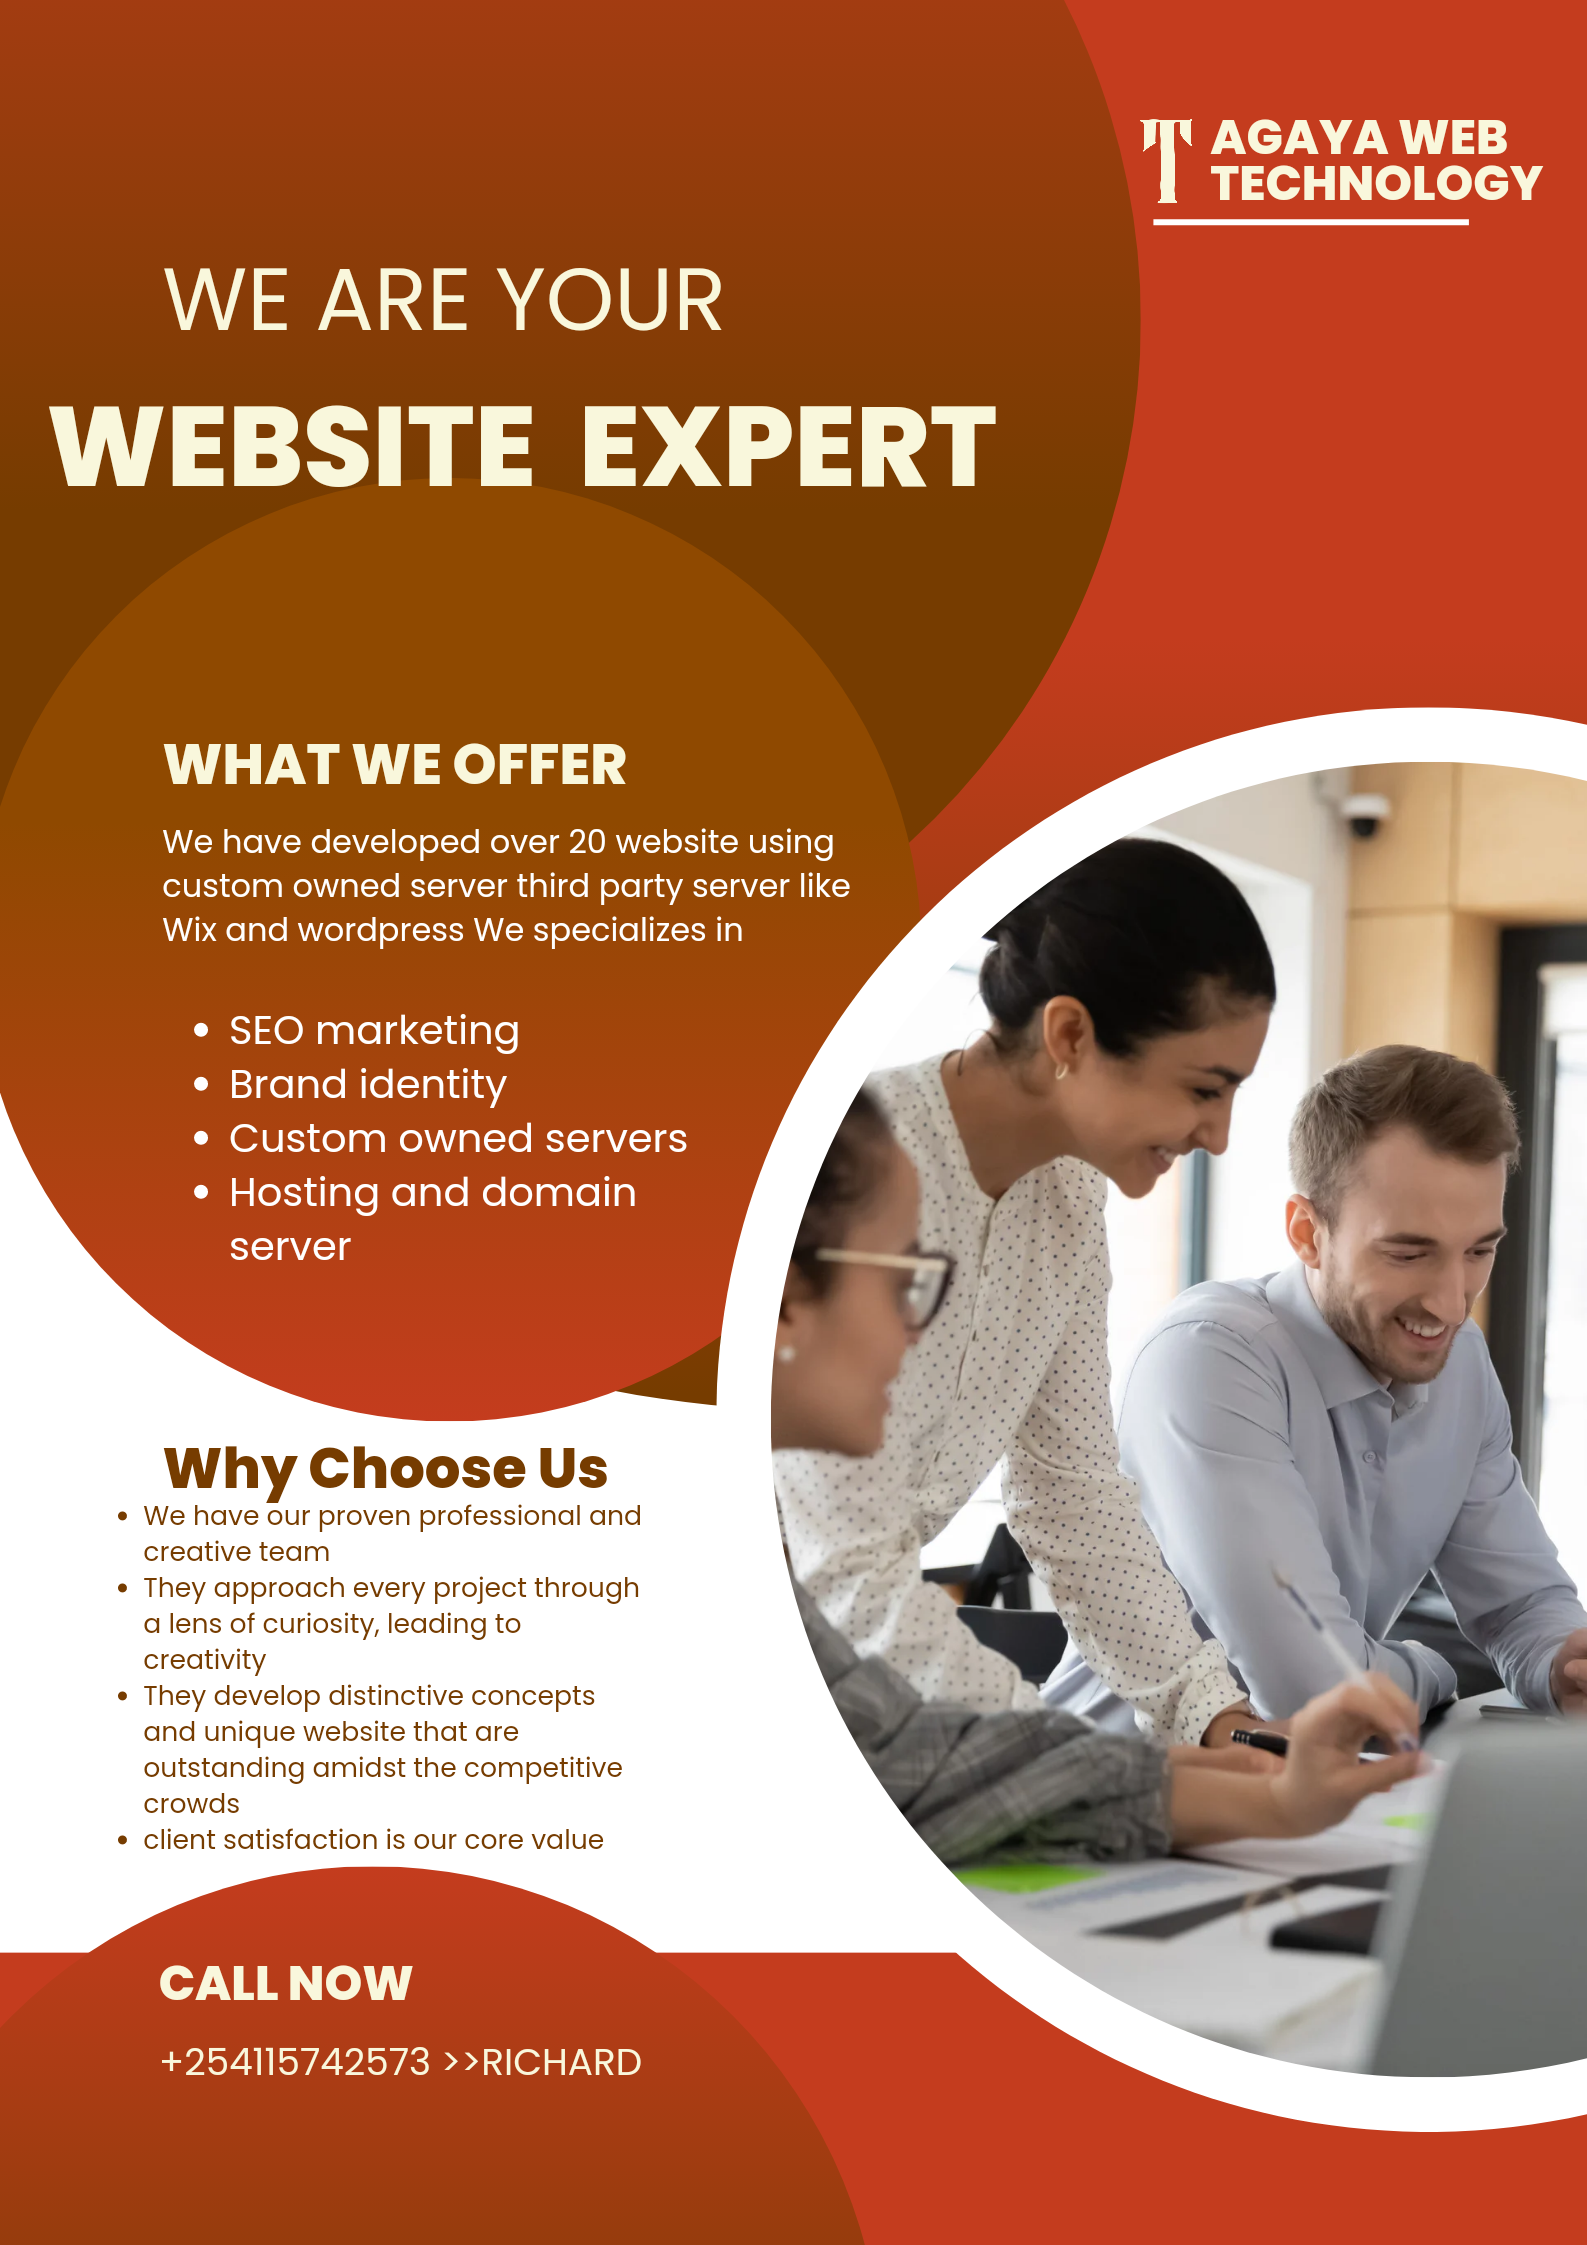 T
AGAYA WEB
TECHNOLOGY
WE ARE YOUR
WEBSITE EXPERT
WHAT WE OFFER
We have developed over 20 website using
custom owned server third party server like
Wix and wordpress We specializes in
• SEO marketing
• Brand identity
• Custom owned servers
• Hosting and domain
server
Why Choose Us
• We have our proven professional and
creative team
• They approach every project through
a lens of curiosity, leading to
creativity
• They develop distinctive concepts
and unique website that are
outstanding amidst the competitive
crowds
• client satisfaction is our core value
CALL NOW
+254115742573 >>RICHARD